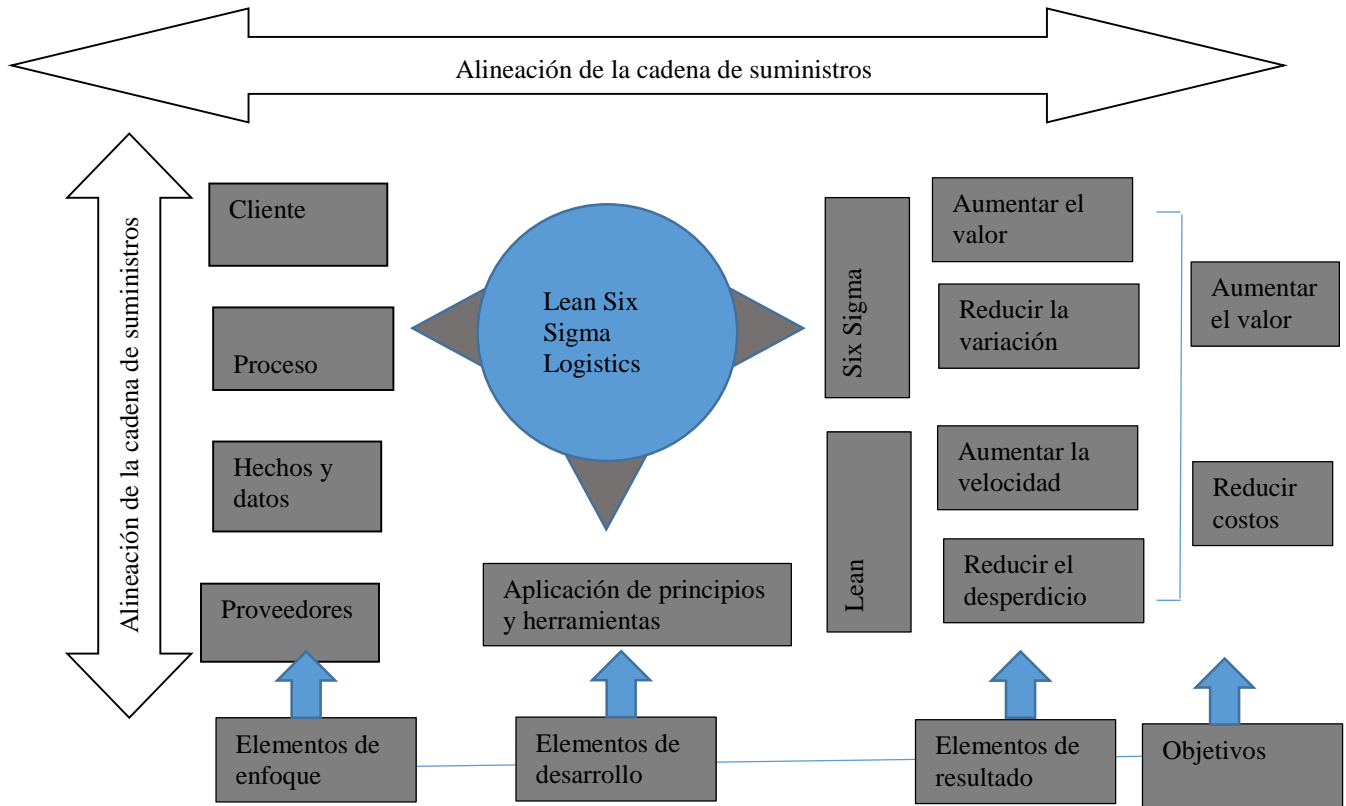 Alineación de la cadena de suministros
Alineación de la cadena de suministros
Cliente
Proceso
Hechos y
datos
Proveedores
Lean Six
Sigma
Logistics
Aplicación de principios
y herramientas
Six Sigma
Lean
Aumentar el
valor
Reducir la
variación
Aumentar la
velocidad
Reducir el
desperdicio
Aumentar
el valor
Reducir
costos
Elementos de
enfoque
Elementos de
desarrollo
Elementos de
resultado
Objetivos